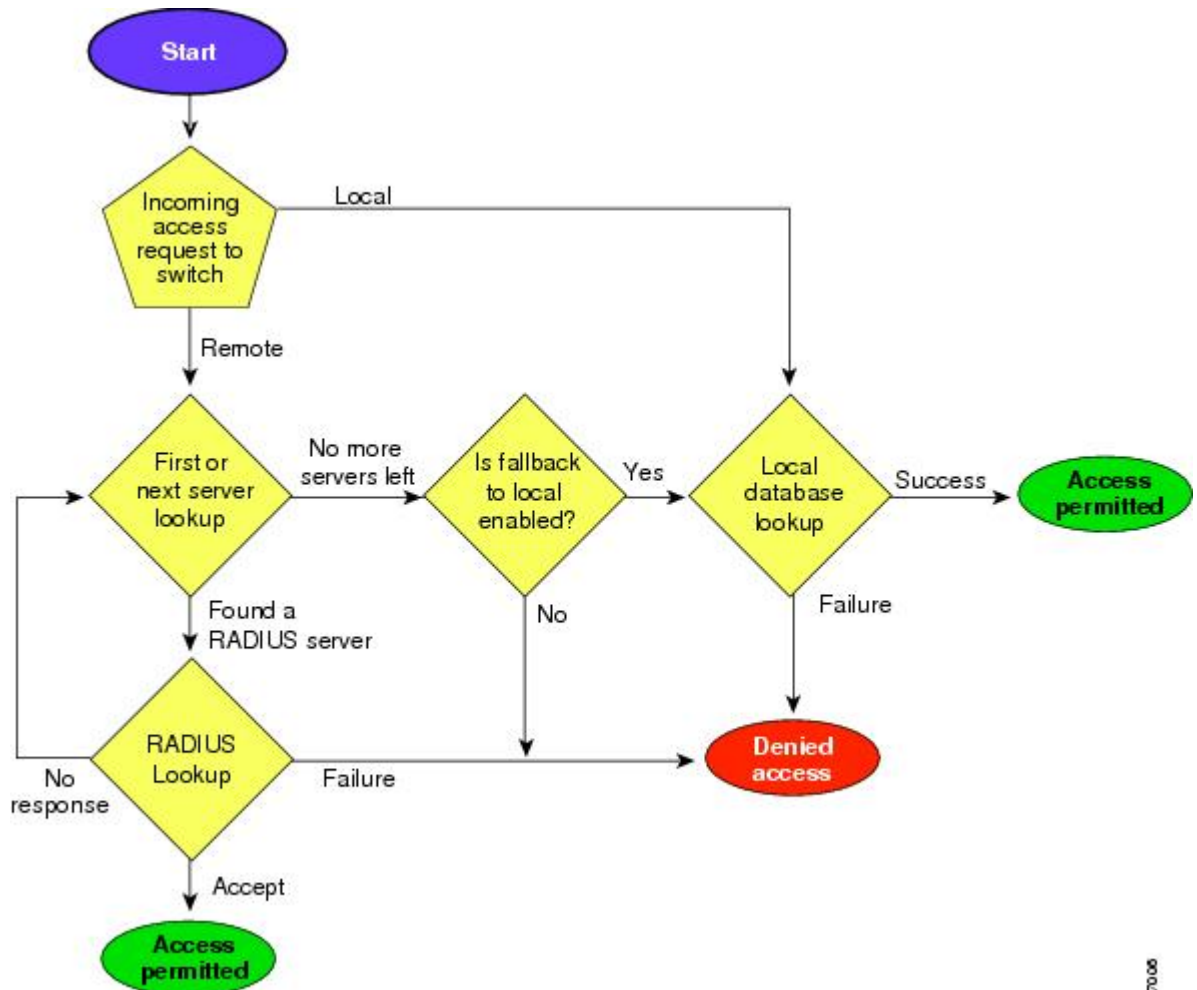 Start
Incoming
access
request to
switch
Local
Remote
First or
next server
lookup
No more
servers left
Is fallback
to local
enabled?
Yes
Local
database
lookup
Success
Access
permitted
Found a
RADIUS server
No
Failure
RADIUS
Lookup
No
response
Failure
Denied
access
Accept
Access
permitted